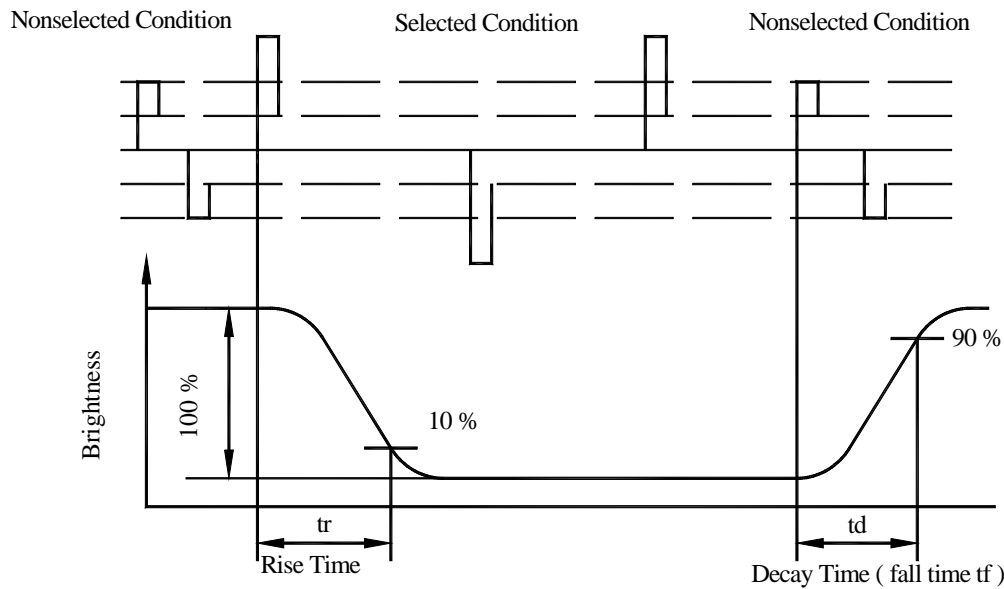 Nonselected Condition
Selected Condition
Nonselected Condition
Brightness
100 %
10 %
90 %
tr
td
Rise Time
Decay Time ( fall time tf )